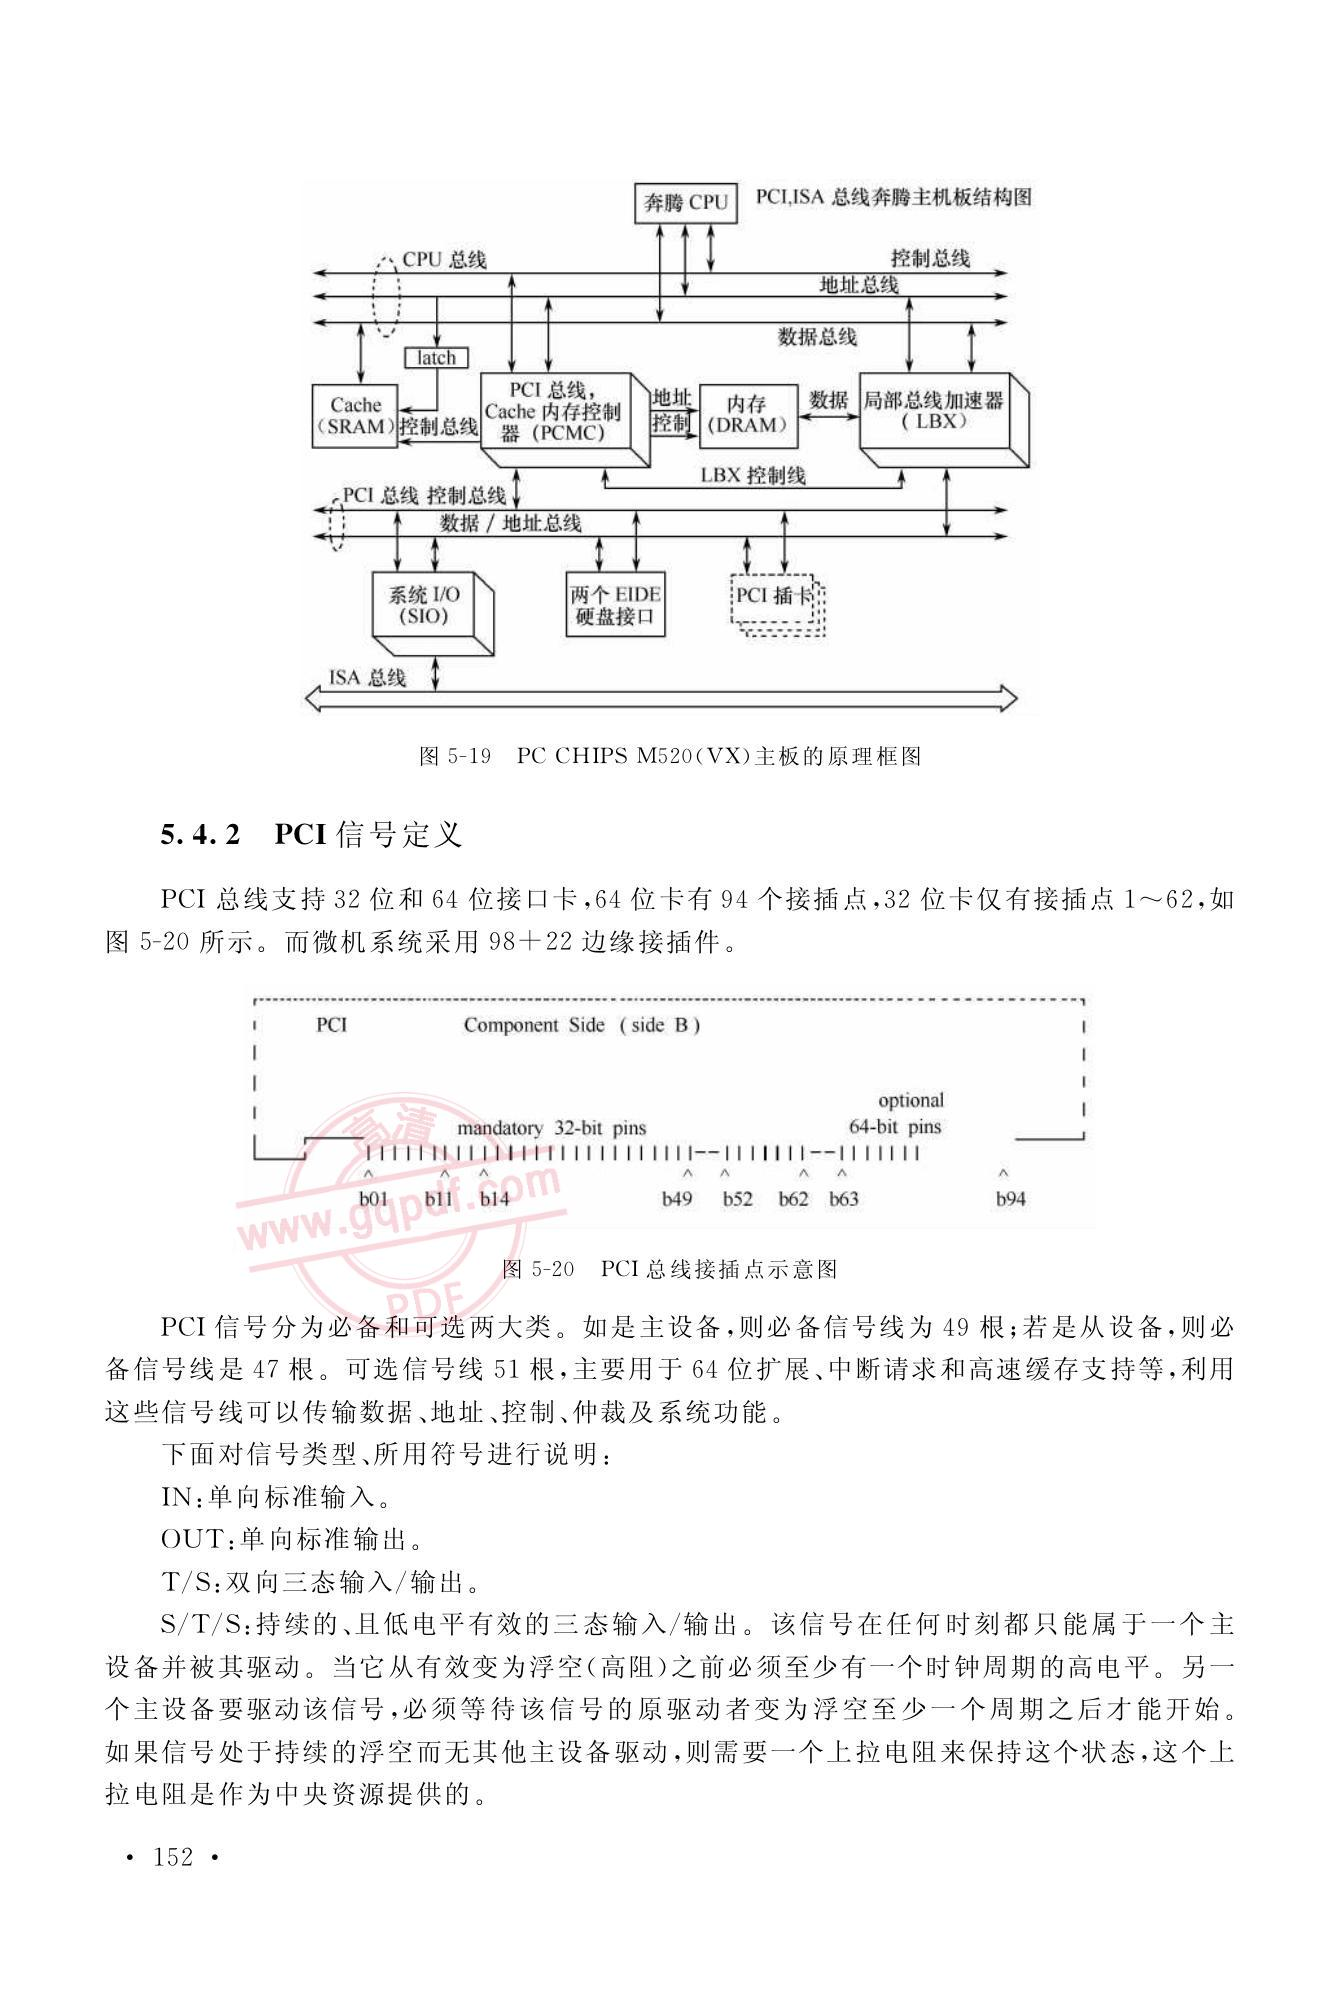 奔腾 CPU
PCI,ISA 总线奔腾主机板结构图
CPU 总线
控制总线
地址总线
数据总线
latch
Cache
(SRAM)
控制总线
PCI 总线,
Cache 内存控制
器 (PCMC)
地址
控制
内存
(DRAM)
数据
局部总线加速器
( LBX)
LBX 控制线
PCI 总线 控制总线
数据 / 地址总线
系统 I/O
(SIO)
两个 EIDE
硬盘接口
PCI 插卡
ISA 总线
图 5-19 PC CHIPS M520(VX)主板的原理框图
5.4.2 PCI 信号定义
PCI 总线支持 32 位和 64 位接口卡,64 位卡有 94 个接插点,32 位卡仅有接插点 1~62,如
图 5-20 所示。而微机系统采用 98+22 边缘接插件。
PCI
Component Side ( side B )
optional
mandatory 32-bit pins
64-bit pins
b01 b11 b14 b49 b52 b62 b63 b94
高清
www.gqpdf.com
PDF
图 5-20 PCI 总线接插点示意图
PCI 信号分为必备和可选两大类。如是主设备,则必备信号线为 49 根;若是从设备,则必
备信号线是 47 根。可选信号线 51 根,主要用于 64 位扩展、中断请求和高速缓存支持等,利用
这些信号线可以传输数据、地址、控制、仲裁及系统功能。
下面对信号类型、所用符号进行说明:
IN:单向标准输入。
OUT:单向标准输出。
T/S:双向三态输入/输出。
S/T/S:持续的、且低电平有效的三态输入/输出。该信号在任何时刻都只能属于一个主
设备并被其驱动。当它从有效变为浮空(高阻)之前必须至少有一个时钟周期的高电平。另一
个主设备要驱动该信号,必须等待该信号的原驱动者变为浮空至少一个周期之后才能开始。
如果信号处于持续的浮空而无其他主设备驱动,则需要一个上拉电阻来保持这个状态,这个上
拉电阻是作为中央资源提供的。
· 152 ·